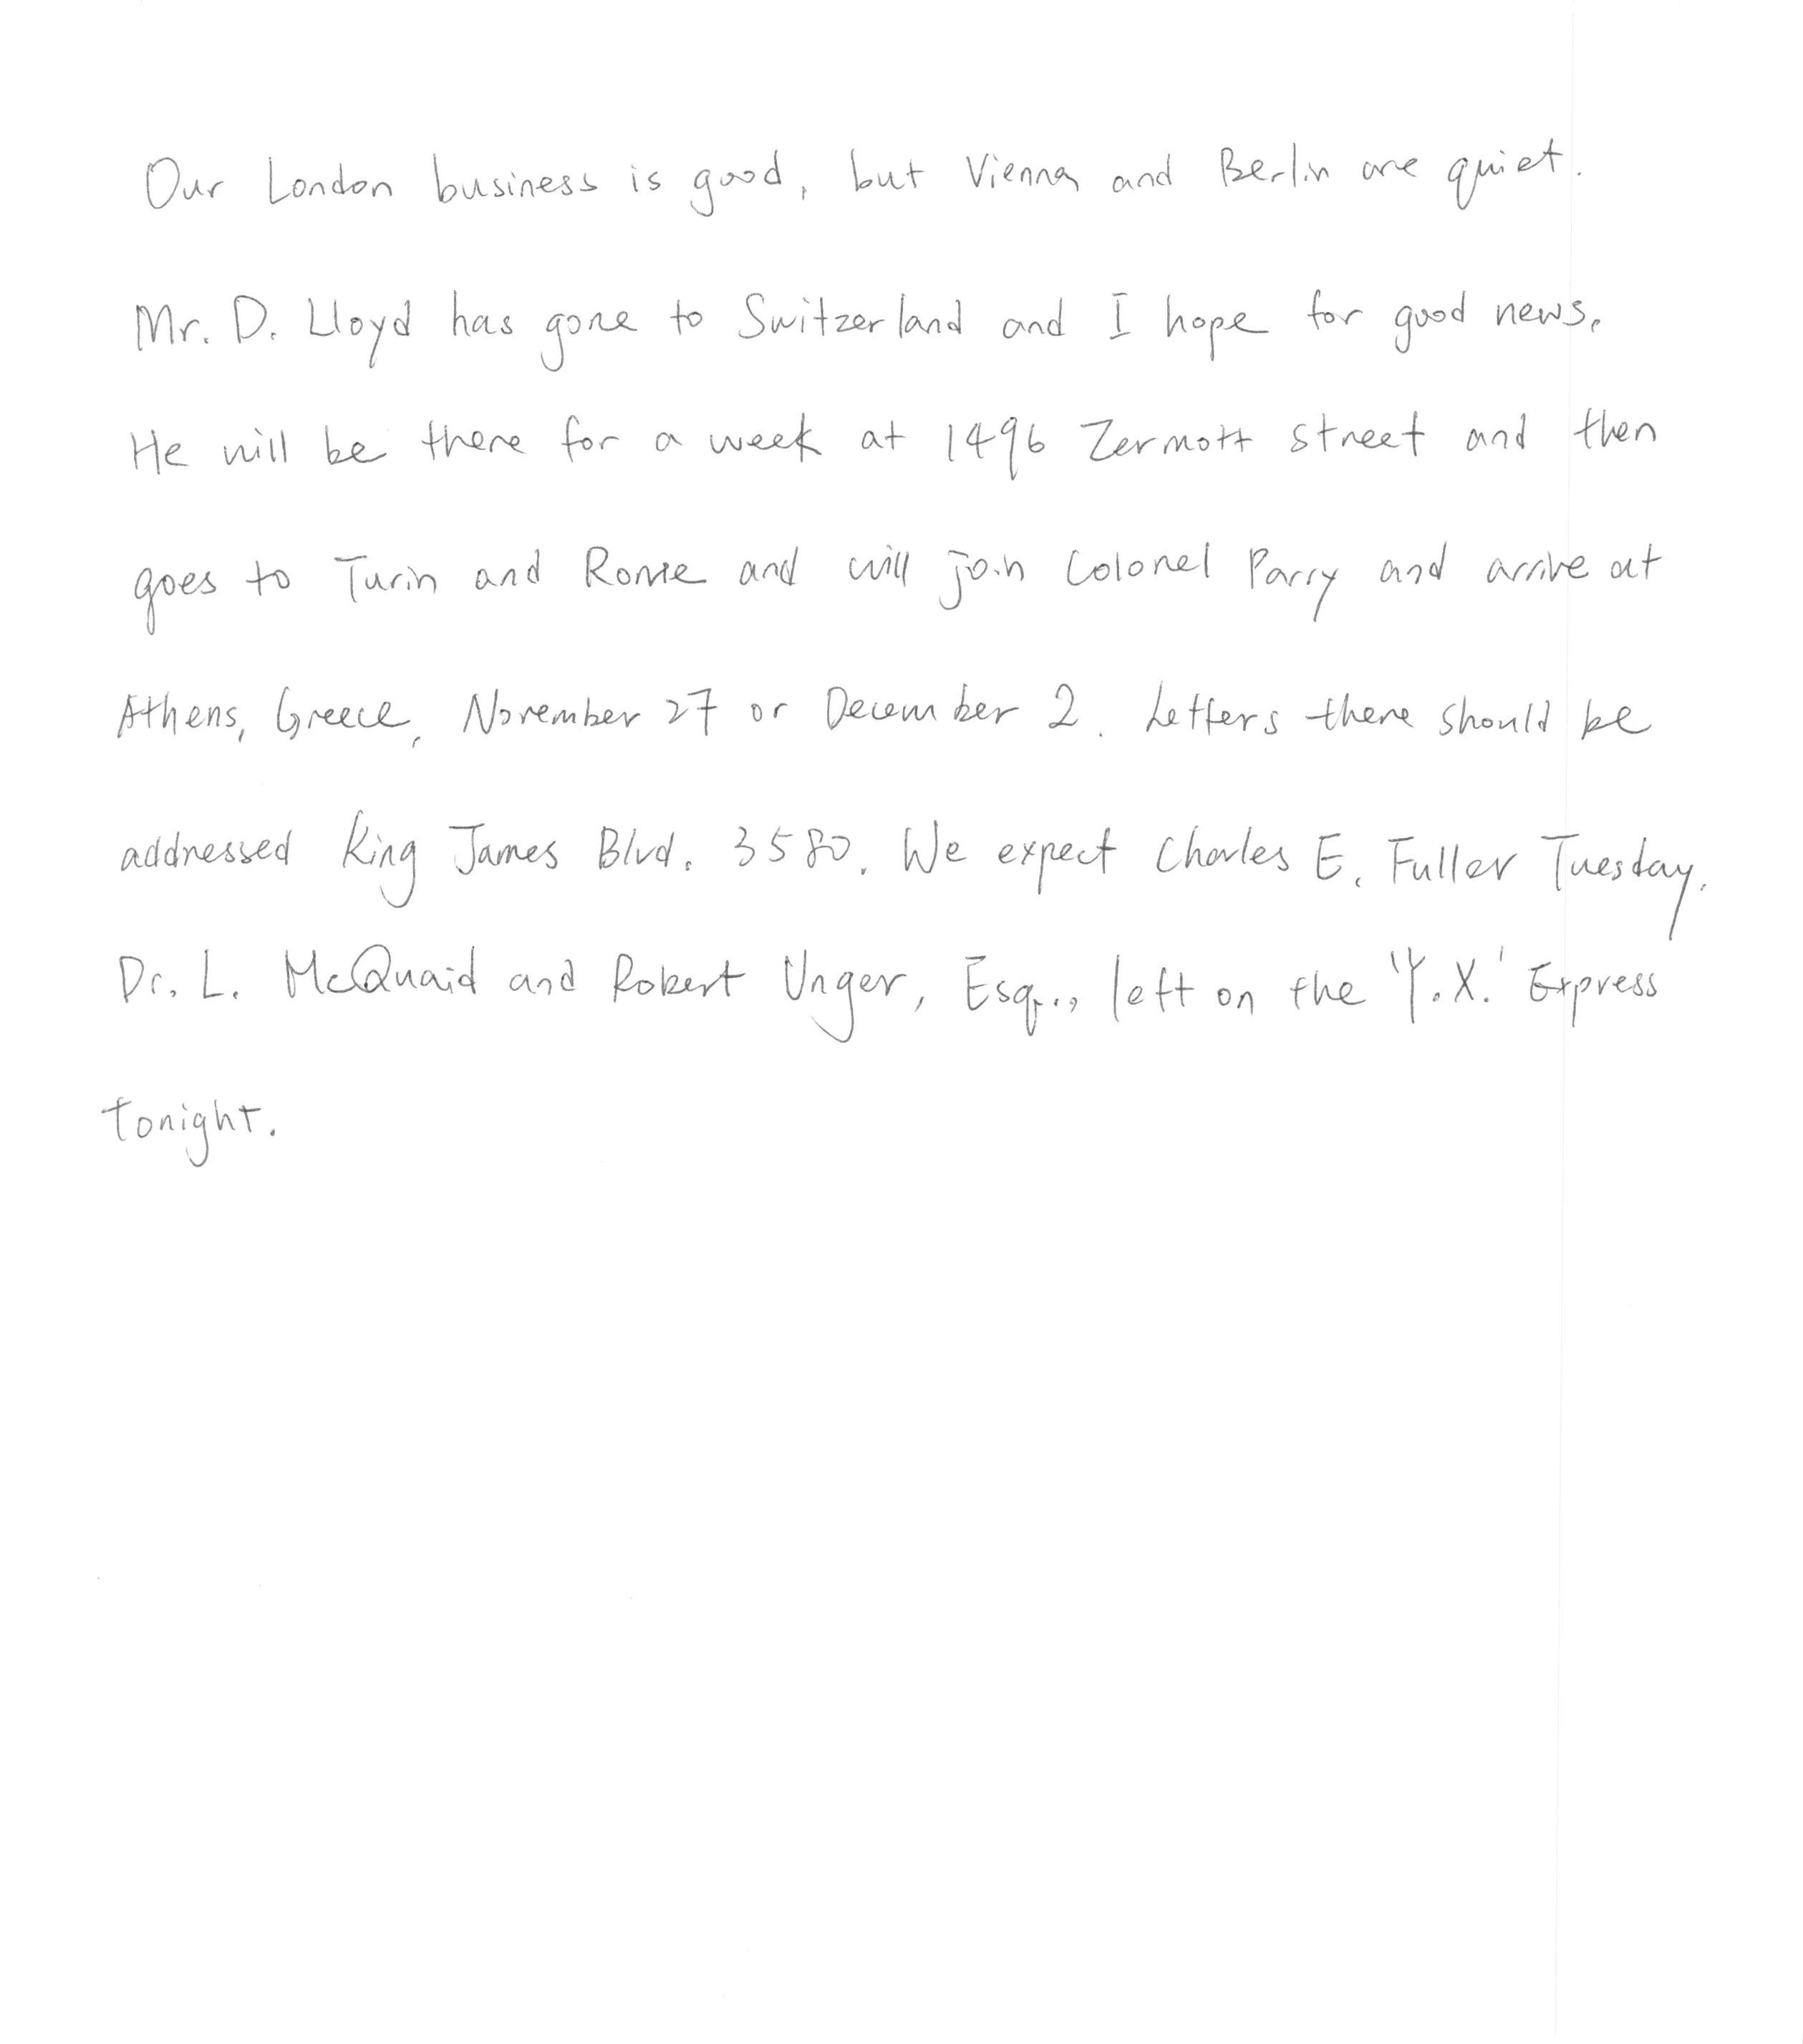 Our London business is good, but Vienna and Berlin are quiet.
Mr. D. Lloyd has gone to Switzerland and I hope for good news.
He will be there for a week at 1496 Zermott street and then
goes to Turin and Rome and will join Colonel Parry and arrive at
Athens, Greece, November 27 or December 2. Letters there should be
addressed King James Blvd. 3580. We expect Charles E. Fuller Tuesday.
Dr. L. McQuaid and Robert Unger, Esq., left on the 'Y.X.' Express
tonight.